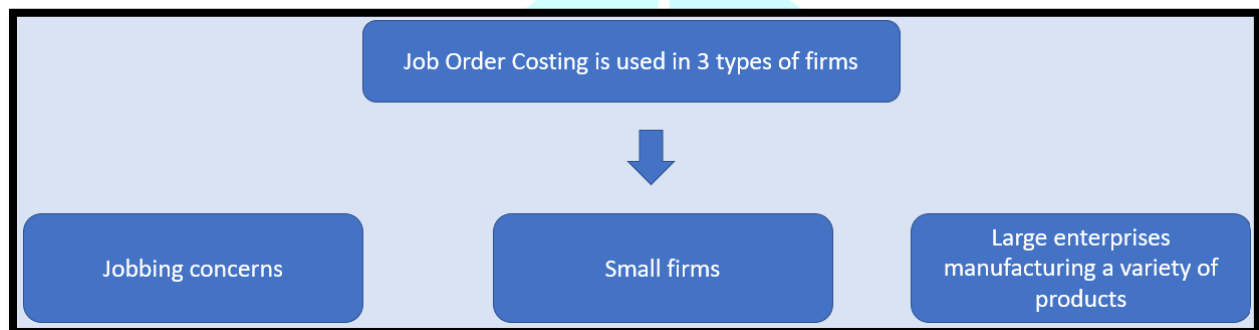 Job Order Costing is used in 3 types of firms
Jobbing concerns
Small firms
Large enterprises
manufacturing a variety of
products